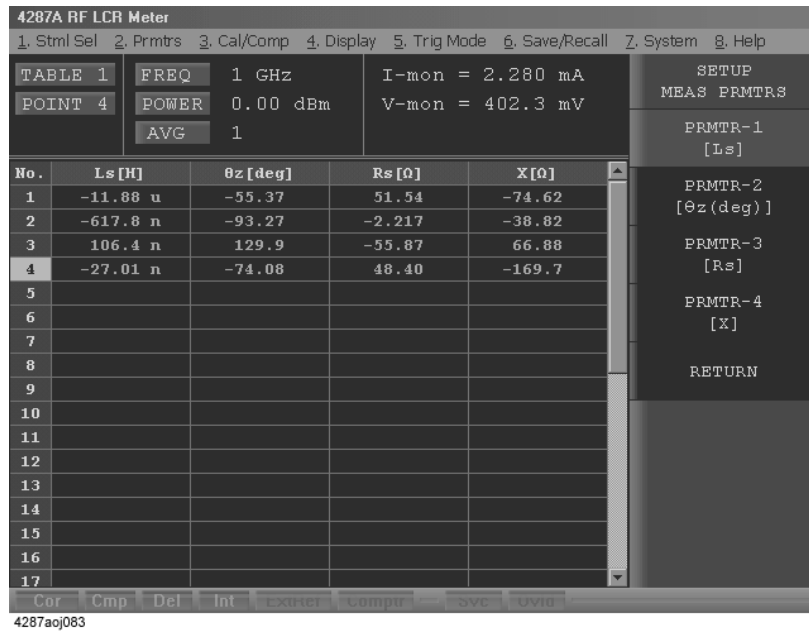 4287A RF LCR Meter
1. Stml Sel 2. Prmtrs 3. Cal/Comp 4. Display 5. Trig Mode 6. Save/Recall 7. System 8. Help
TABLE 1 FREQ 1 GHz I-mon = 2.280 mA
POINT 4 POWER 0.00 dBm V-mon = 402.3 mV
AVG 1
SETUP
MEAS PRMTRS
PRMTR-1
[Ls]
PRMTR-2
[θz(deg)]
PRMTR-3
[Rs]
PRMTR-4
[X]
RETURN
No. Ls[H] θz[deg] Rs[Ω] X[Ω]
1 -11.88 u -55.37 51.54 -74.62
2 -617.8 n -93.27 -2.217 -38.82
3 106.4 n 129.9 -55.87 66.88
4 -27.01 n -74.08 48.40 -169.7
5
6
7
8
9
10
11
12
13
14
15
16
17
Cor Cmp Del Int ExtRef Comptr Svc Ovld
4287aoj083